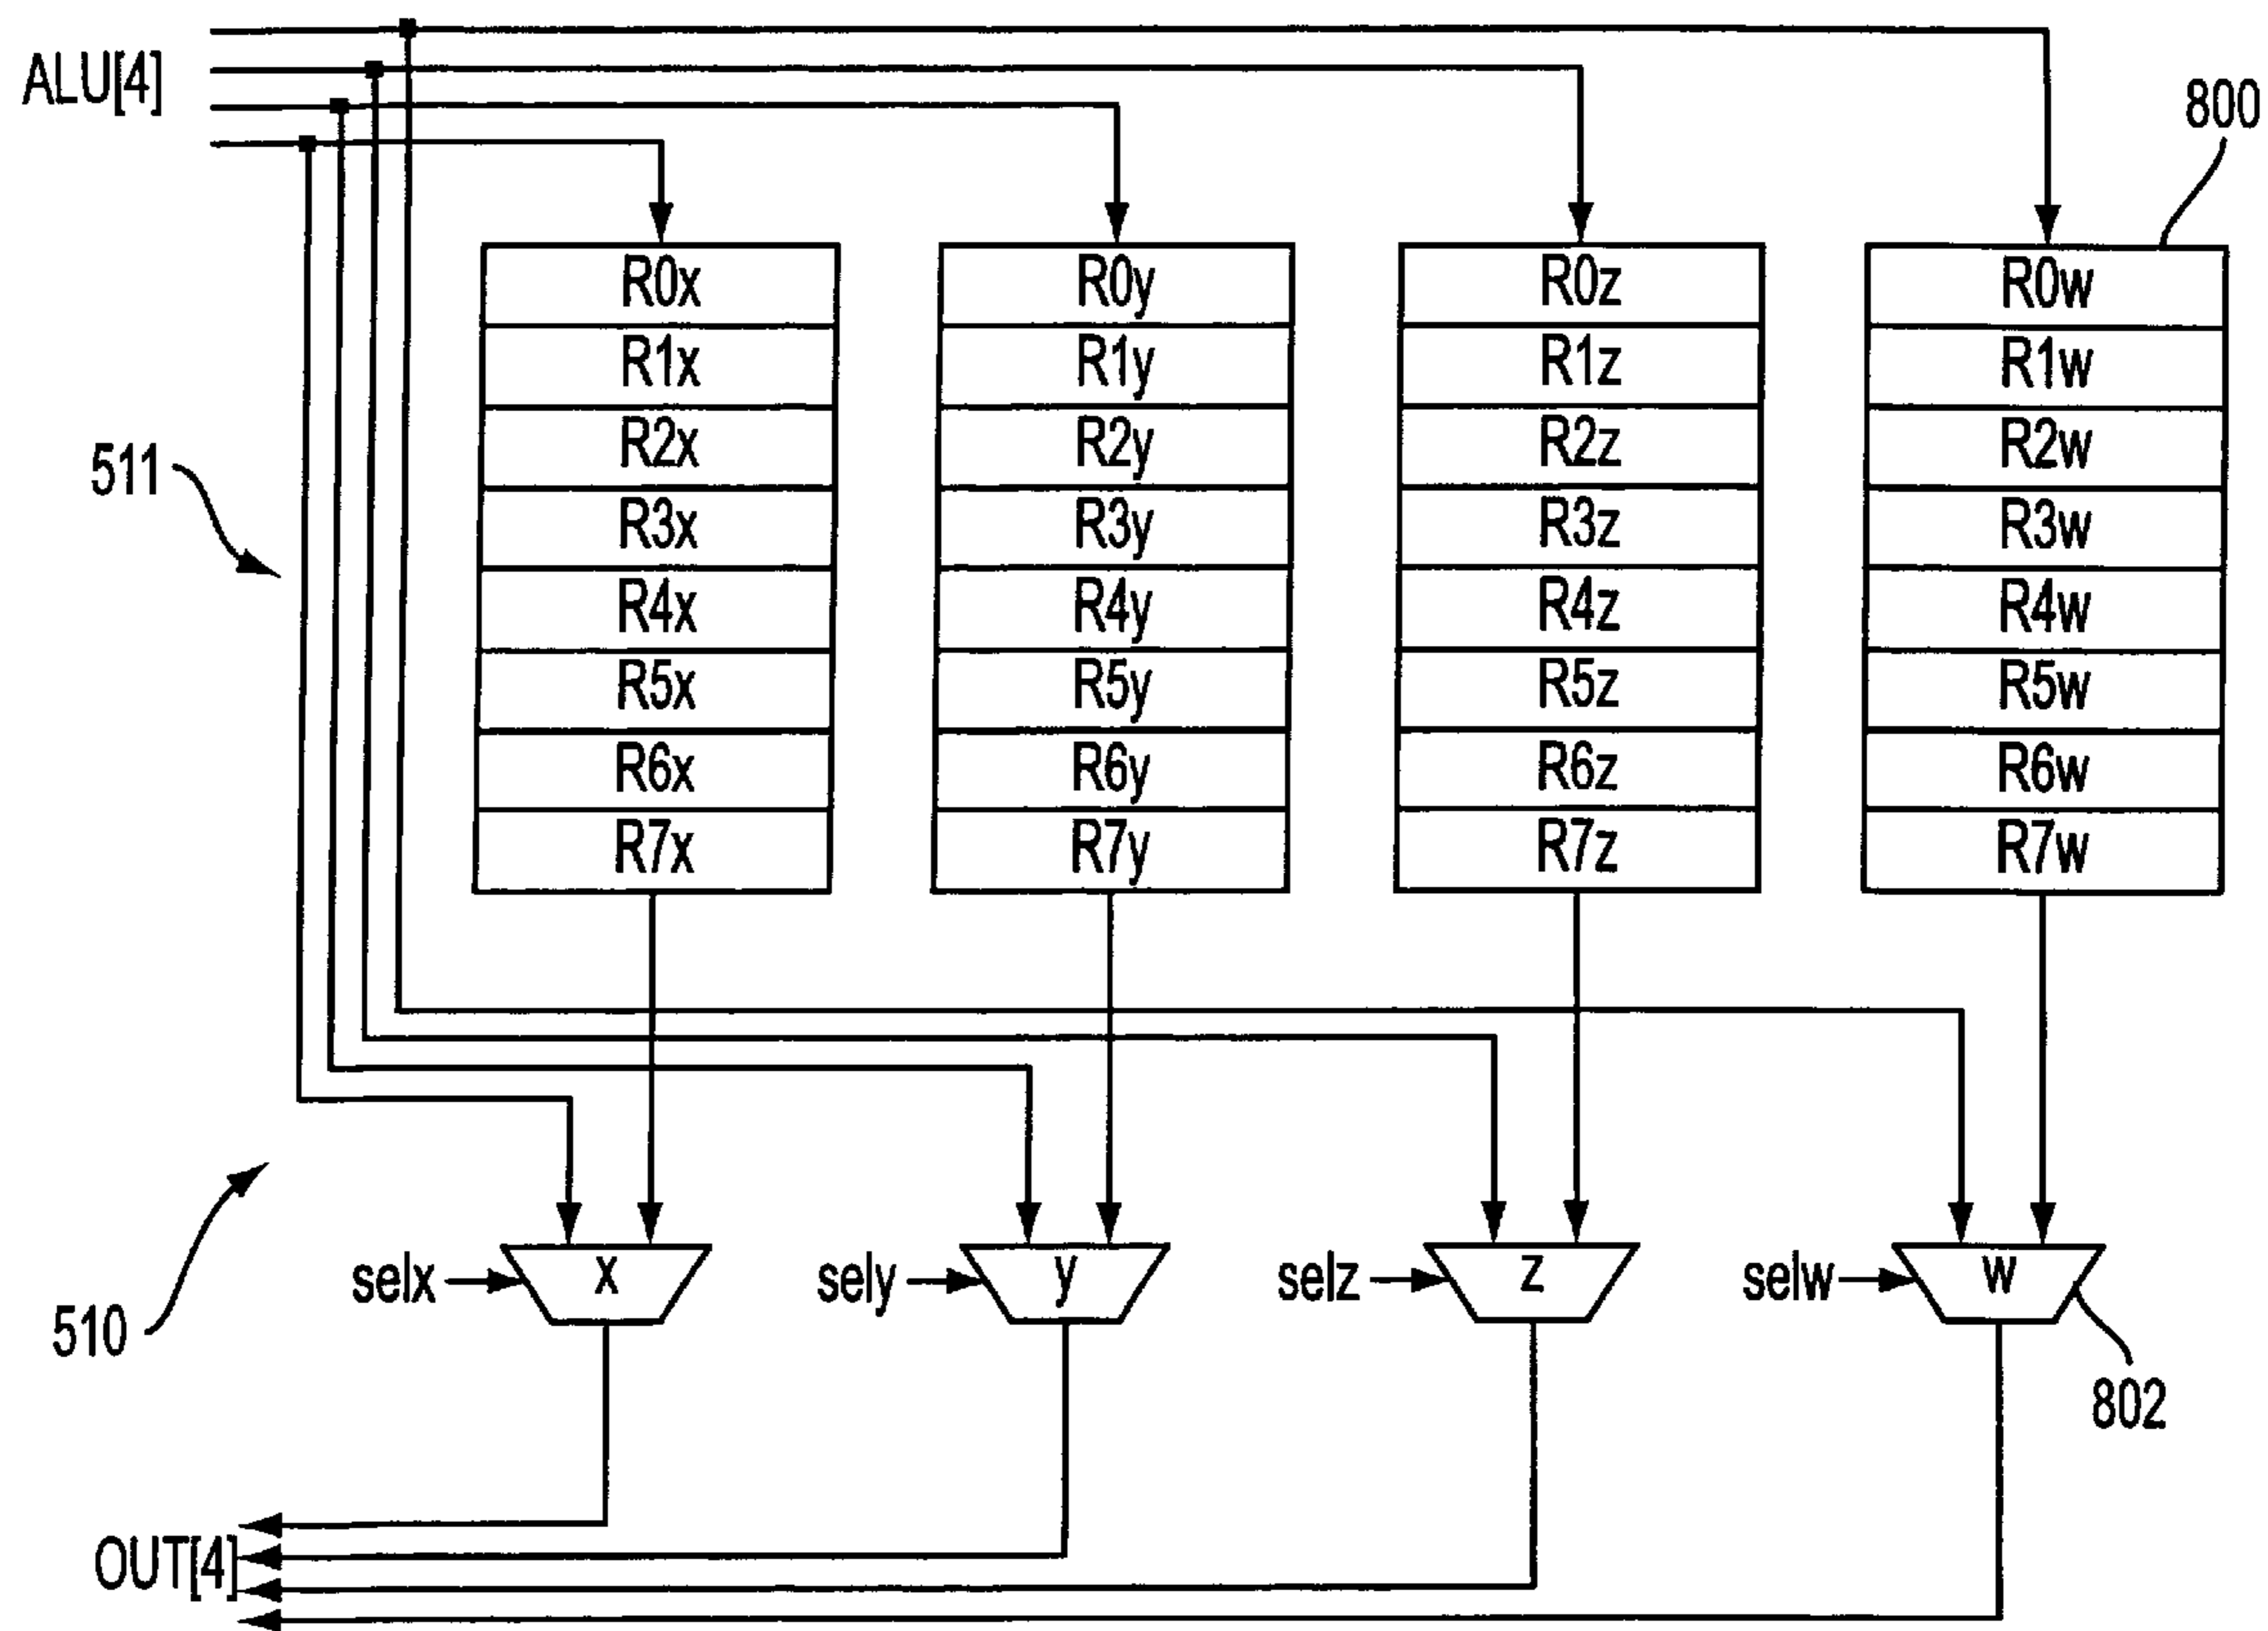 ALU[4]
800
R0x R0y R0z R0w
R1x R1y R1z R1w
R2x R2y R2z R2w
511
R3x R3y R3z R3w
R4x R4y R4z R4w
R5x R5y R5z R5w
R6x R6y R6z R6w
R7x R7y R7z R7w
selx x sely y selz z selw w
510
802
OUT[4]